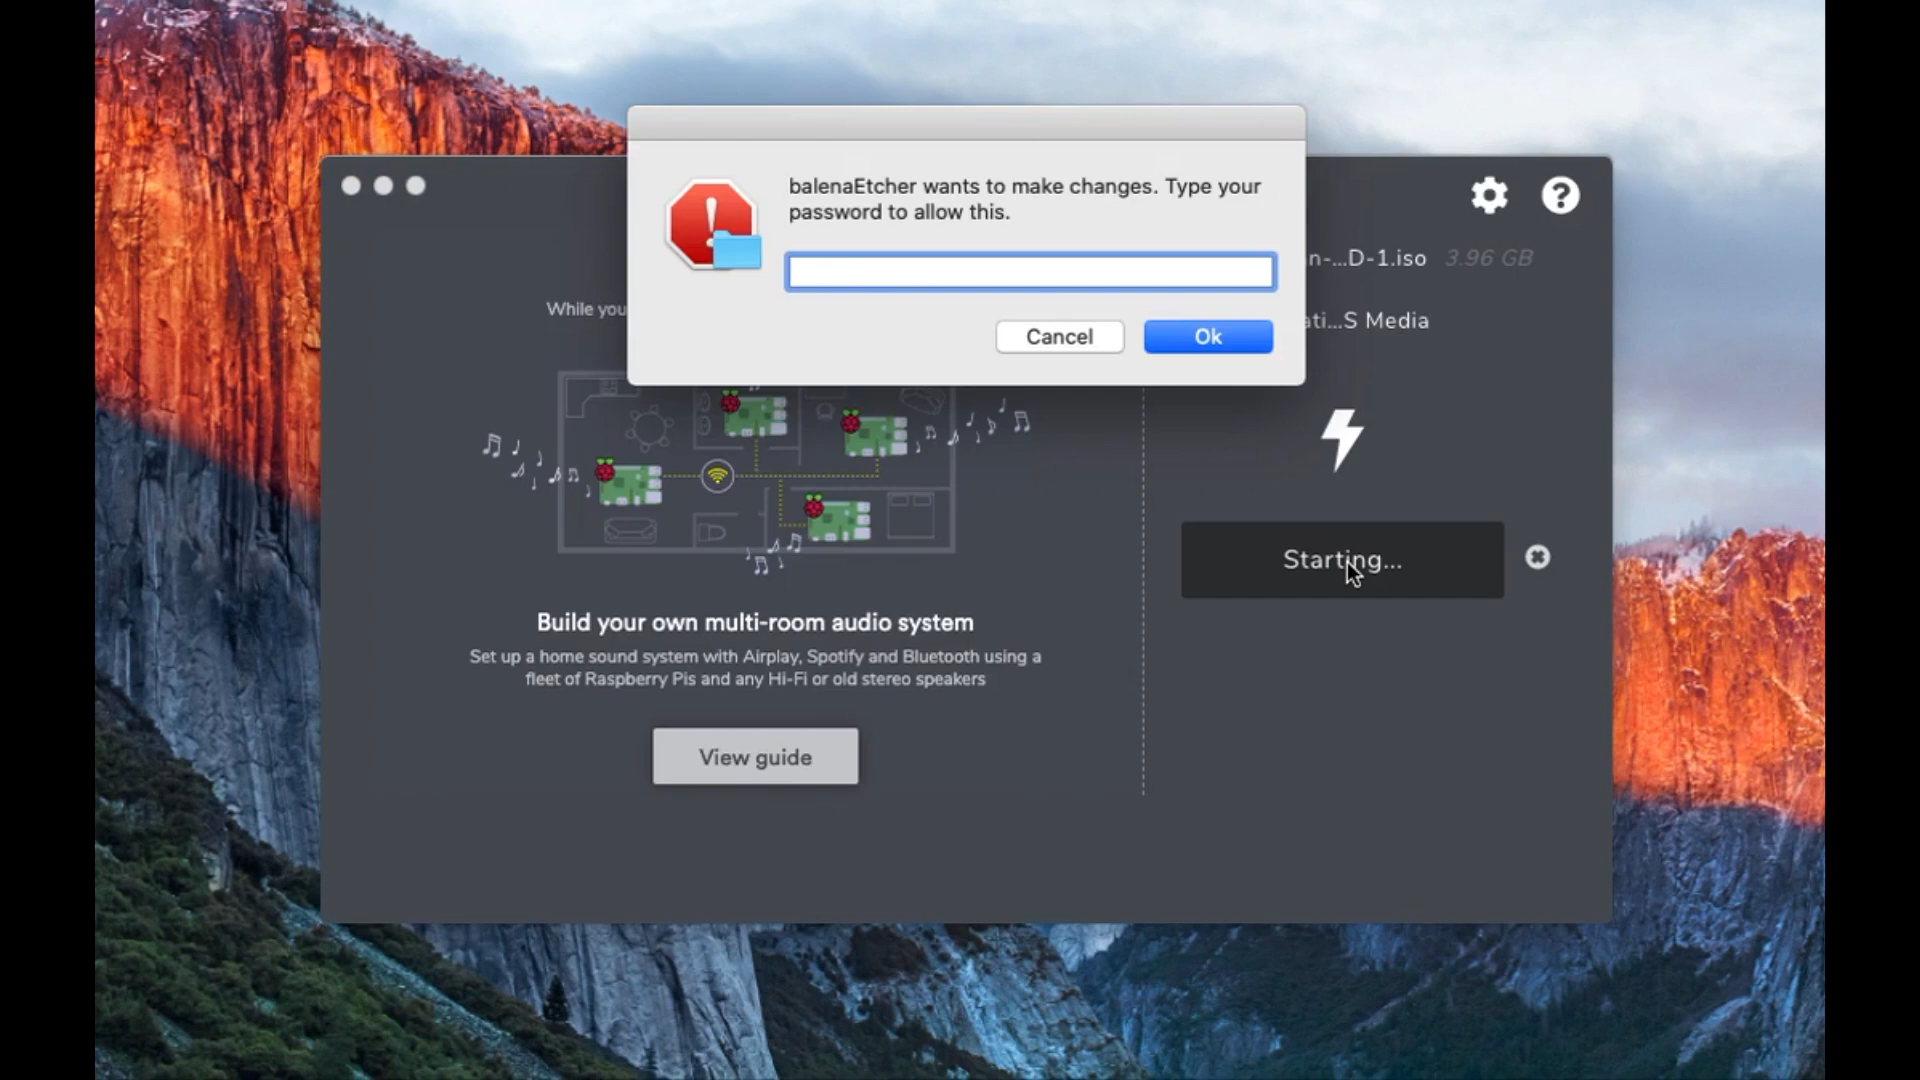 balenaEtcher wants to make changes. Type your
password to allow this.
Cancel
Ok
n-...D-1.iso 3.96 GB
ati...S Media
While you
Starting...
Build your own multi-room audio system
Set up a home sound system with Airplay, Spotify and Bluetooth using a
fleet of Raspberry Pis and any Hi-Fi or old stereo speakers
View guide